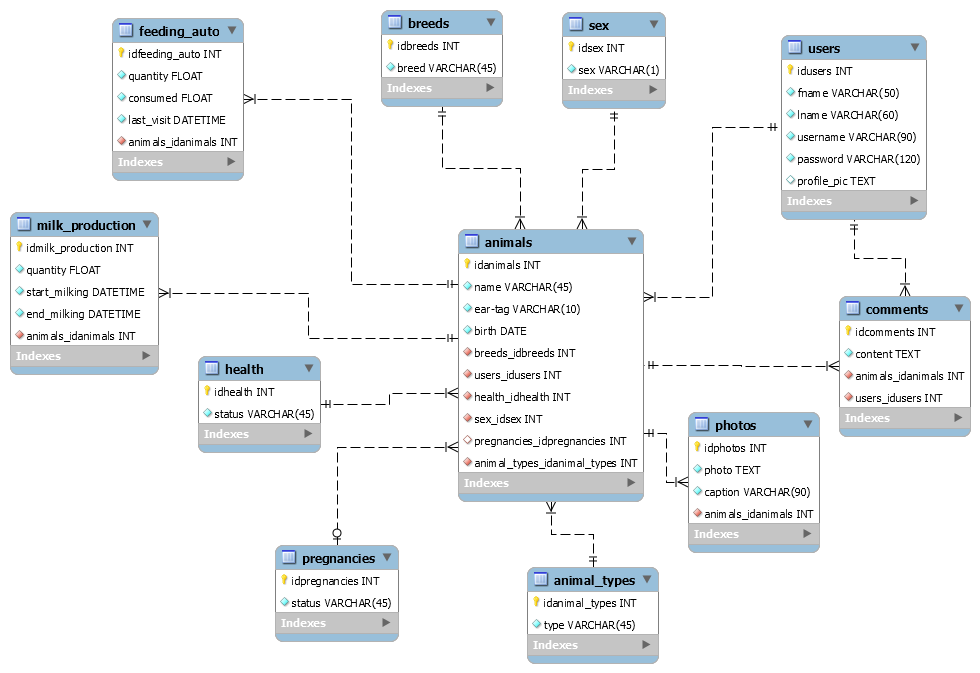 feeding_auto
idfeeding_auto INT
quantity FLOAT
consumed FLOAT
last_visit DATETIME
animals_idanimals INT
Indexes
breeds
idbreeds INT
breed VARCHAR(45)
Indexes
sex
idsex INT
sex VARCHAR(1)
Indexes
users
idusers INT
fname VARCHAR(50)
lname VARCHAR(60)
username VARCHAR(90)
password VARCHAR(120)
profile_pic TEXT
Indexes
milk_production
idmilk_production INT
quantity FLOAT
start_milking DATETIME
end_milking DATETIME
animals_idanimals INT
Indexes
animals
idanimals INT
name VARCHAR(45)
ear-tag VARCHAR(10)
birth DATE
breeds_idbreeds INT
users_idusers INT
health_idhealth INT
sex_idsex INT
pregnancies_idpregnancies INT
animal_types_idanimal_types INT
Indexes
comments
idcomments INT
content TEXT
animals_idanimals INT
users_idusers INT
Indexes
health
idhealth INT
status VARCHAR(45)
Indexes
photos
idphotos INT
photo TEXT
caption VARCHAR(90)
animals_idanimals INT
Indexes
pregnancies
idpregnancies INT
status VARCHAR(45)
Indexes
animal_types
idanimal_types INT
type VARCHAR(45)
Indexes